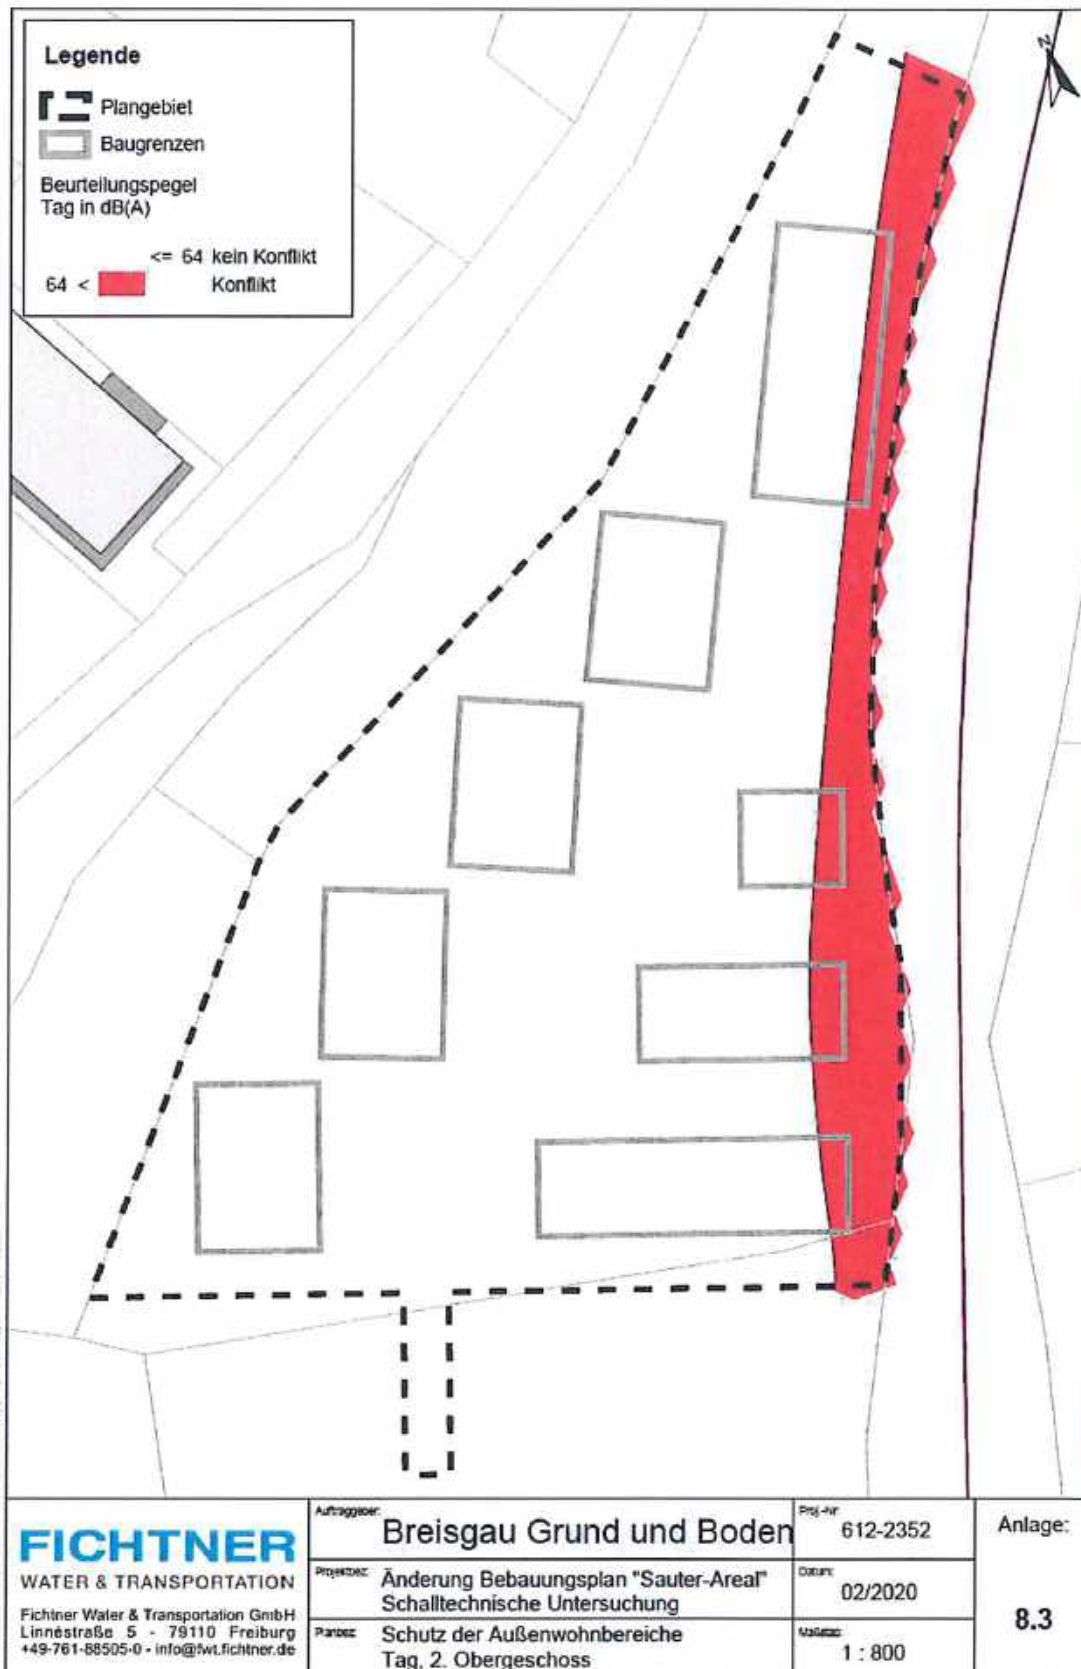 Legende
Plangebiet
Baugrenzen
Beurteilungspegel
Tag in dB(A)
<= 64 kein Konflikt
64 < Konflikt
N
FICHTNER
WATER & TRANSPORTATION
Fichtner Water & Transportation GmbH
Linnéstraße 5 - 79110 Freiburg
+49-761-88505-0 - info@fwt.fichtner.de
Auftraggeber:
Breisgau Grund und Boden
Proj.-Nr
612-2352
Projektbez:
Änderung Bebauungsplan "Sauter-Areal"
Schalltechnische Untersuchung
Datum:
02/2020
Planbez:
Schutz der Außenwohnbereiche
Tag, 2. Obergeschoss
Maßstab:
1 : 800
Anlage:
8.3